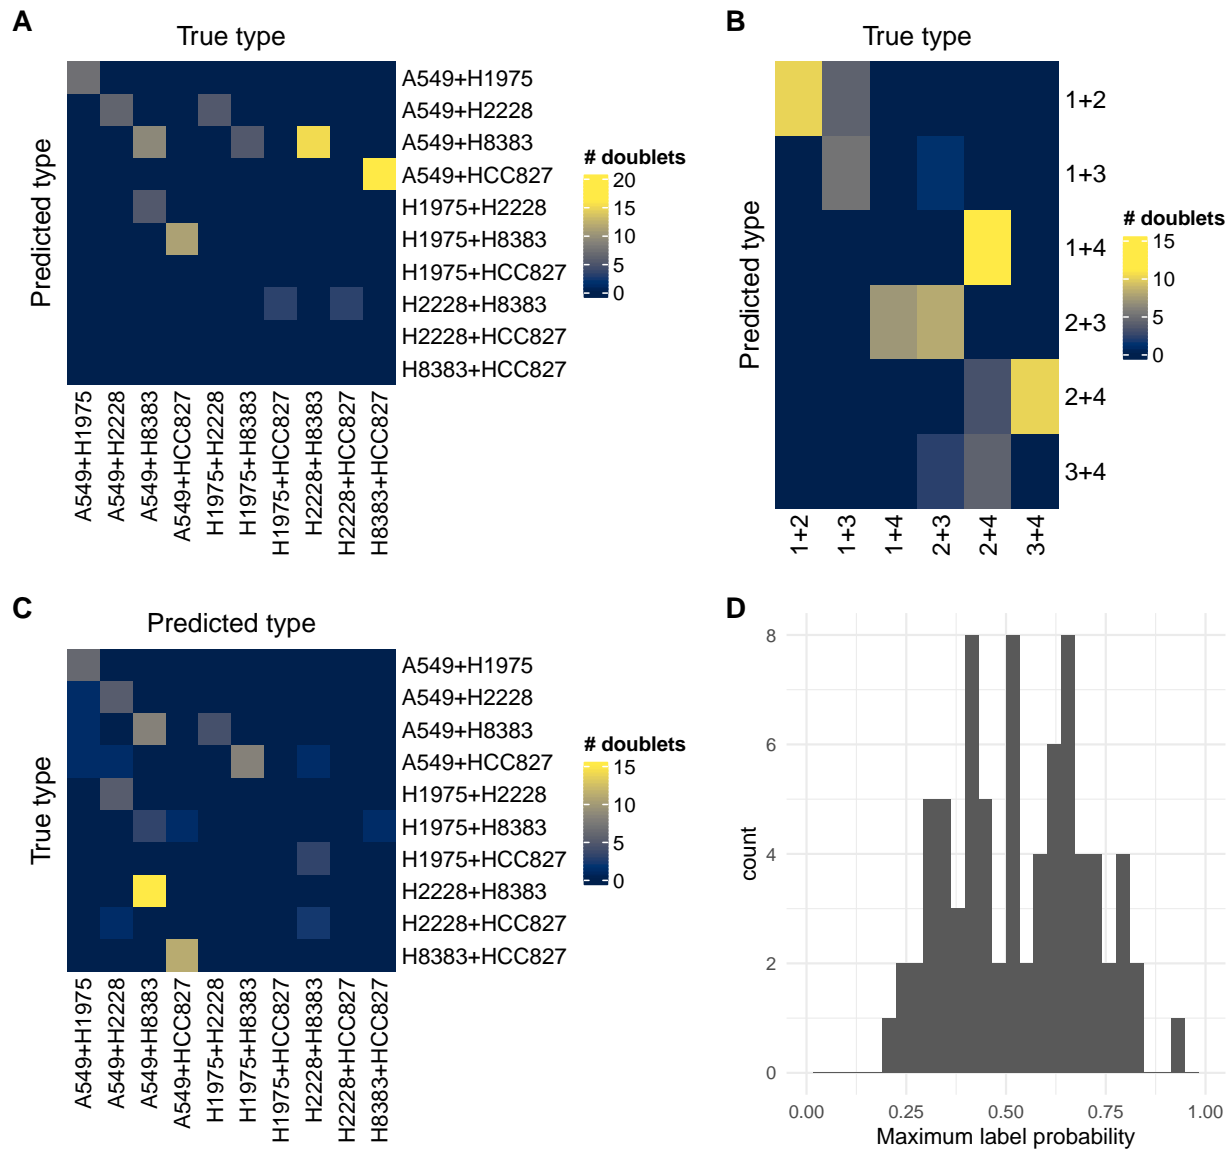 A
True type
Predicted type
A549+H1975
A549+H2228
A549+H8383
A549+HCC827
H1975+H2228
H1975+H8383
H1975+HCC827
H2228+H8383
H2228+HCC827
H8383+HCC827
A549+H1975
A549+H2228
A549+H8383
A549+HCC827
H1975+H2228
H1975+H8383
H1975+HCC827
H2228+H8383
H2228+HCC827
H8383+HCC827
# doublets
20
15
10
5
0
B
True type
Predicted type
1+2
1+3
1+4
2+3
2+4
3+4
1+2
1+3
1+4
2+3
2+4
3+4
# doublets
15
10
5
0
C
Predicted type
True type
A549+H1975
A549+H2228
A549+H8383
A549+HCC827
H1975+H2228
H1975+H8383
H1975+HCC827
H2228+H8383
H2228+HCC827
H8383+HCC827
A549+H1975
A549+H2228
A549+H8383
A549+HCC827
H1975+H2228
H1975+H8383
H1975+HCC827
H2228+H8383
H2228+HCC827
H8383+HCC827
# doublets
15
10
5
0
D
count
8
6
4
2
0
0.00
0.25
0.50
0.75
1.00
Maximum label probability